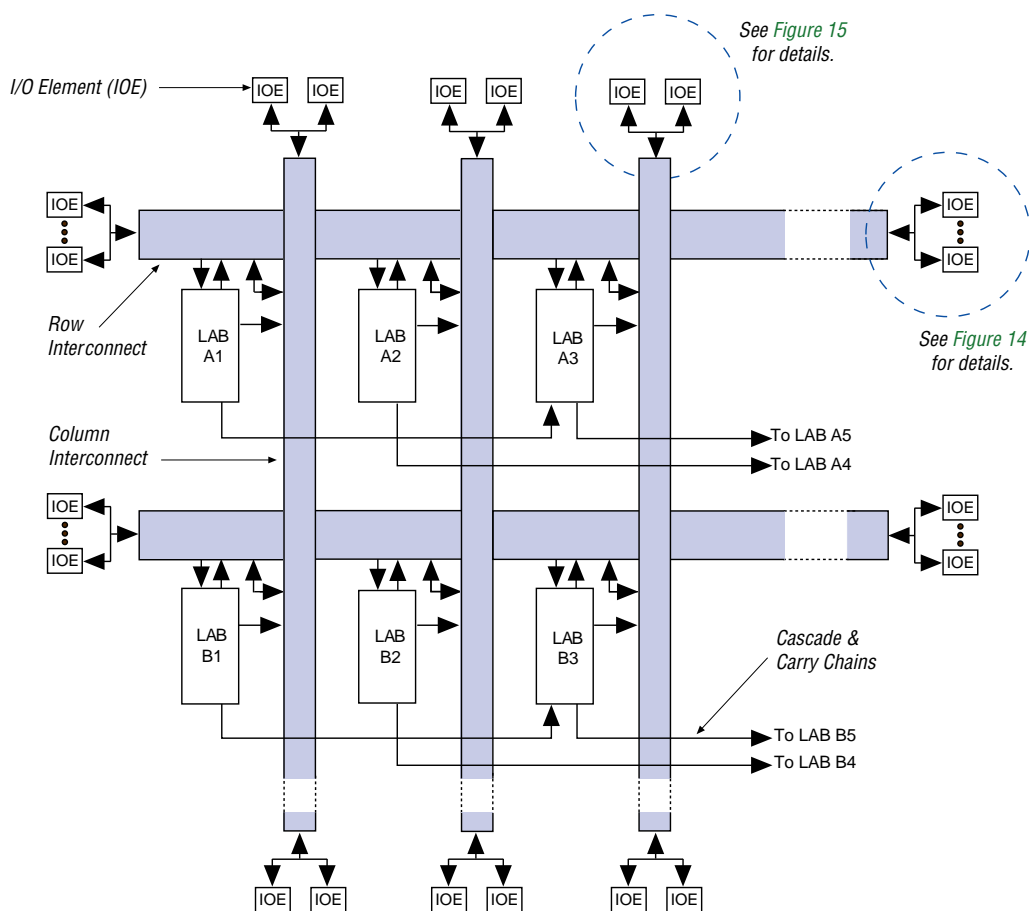 See Figure 15
for details.
I/O Element (IOE)
IOE IOE IOE IOE IOE IOE
IOE IOE
IOE IOE
Row
Interconnect
LAB
A1
LAB
A2
LAB
A3
See Figure 14
for details.
Column
Interconnect
To LAB A5
To LAB A4
IOE IOE
IOE IOE
LAB
B1
LAB
B2
LAB
B3
Cascade &
Carry Chains
To LAB B5
To LAB B4
IOE IOE IOE IOE IOE IOE